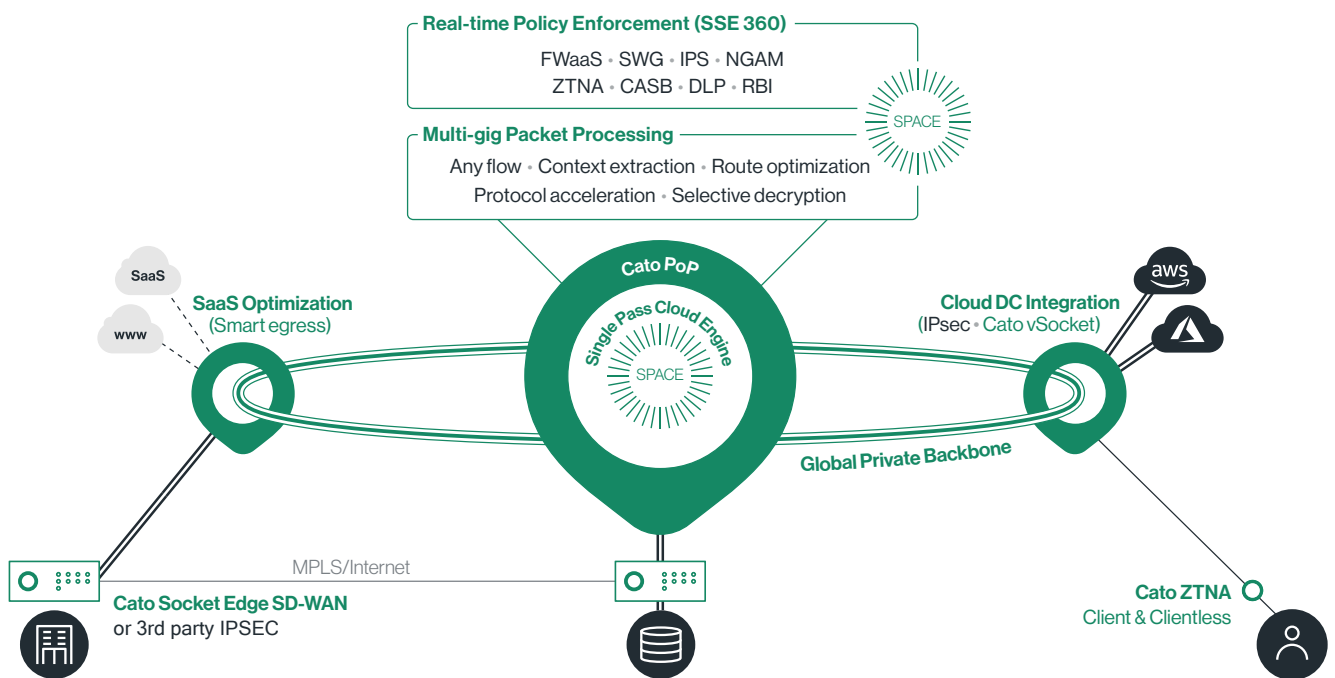 Real-time Policy Enforcement (SSE 360)
FWaaS • SWG • IPS • NGAM
ZTNA • CASB • DLP • RBI
SPACE
Multi-gig Packet Processing
Any flow • Context extraction • Route optimization
Protocol acceleration • Selective decryption
Cato PoP
Single Pass Cloud Engine
SPACE
SaaS
www
SaaS Optimization
(Smart egress)
Cloud DC Integration
(IPsec • Cato vSocket)
aws
Global Private Backbone
MPLS/Internet
Cato Socket Edge SD-WAN
or 3rd party IPSEC
Cato ZTNA
Client & Clientless